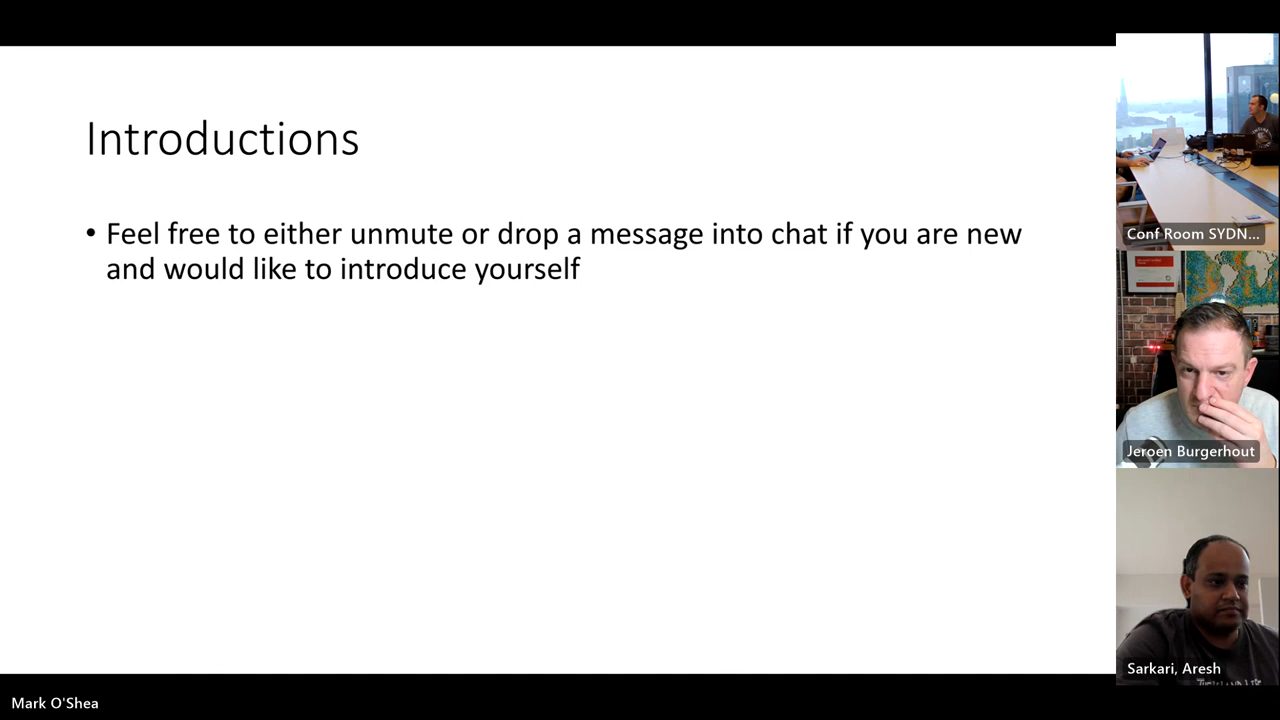 Introductions
• Feel free to either unmute or drop a message into chat if you are new
and would like to introduce yourself
Conf Room SYDN...
Jeroen Burgerhout
Sarkari, Aresh
Mark O'Shea